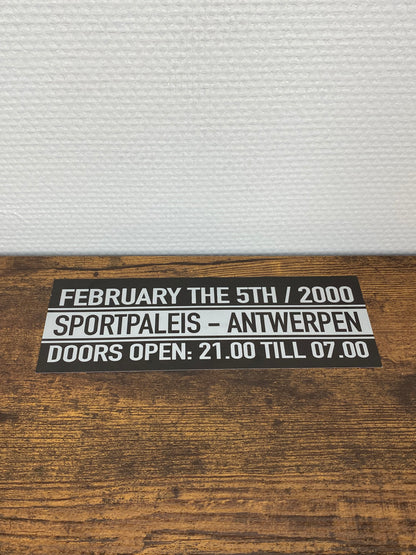 FEBRUARY THE 5TH / 2000
SPORTPALEIS – ANTWERPEN
DOORS OPEN: 21.00 TILL 07.00